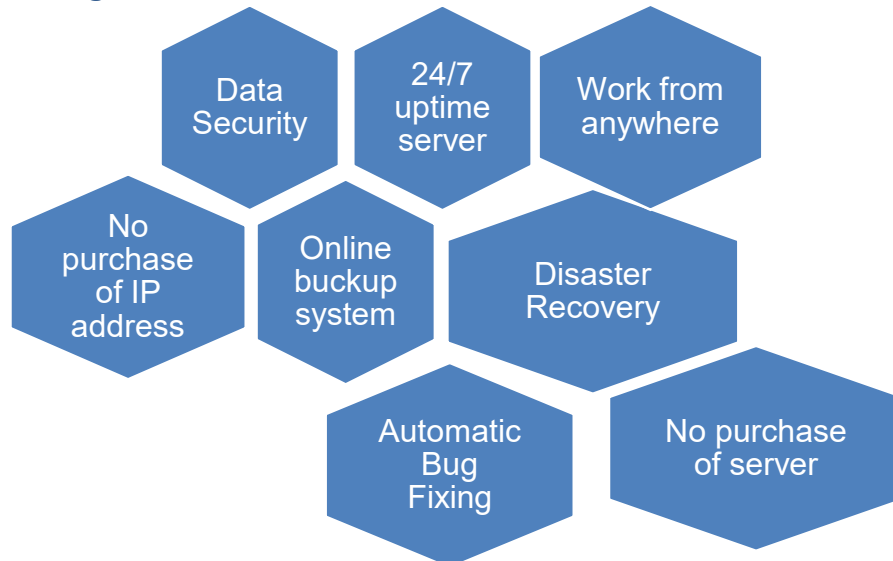 Data
Security
24/7
uptime
server
Work from
anywhere
No
purchase
of IP
address
Online
buckup
system
Disaster
Recovery
Automatic
Bug
Fixing
No purchase
of server